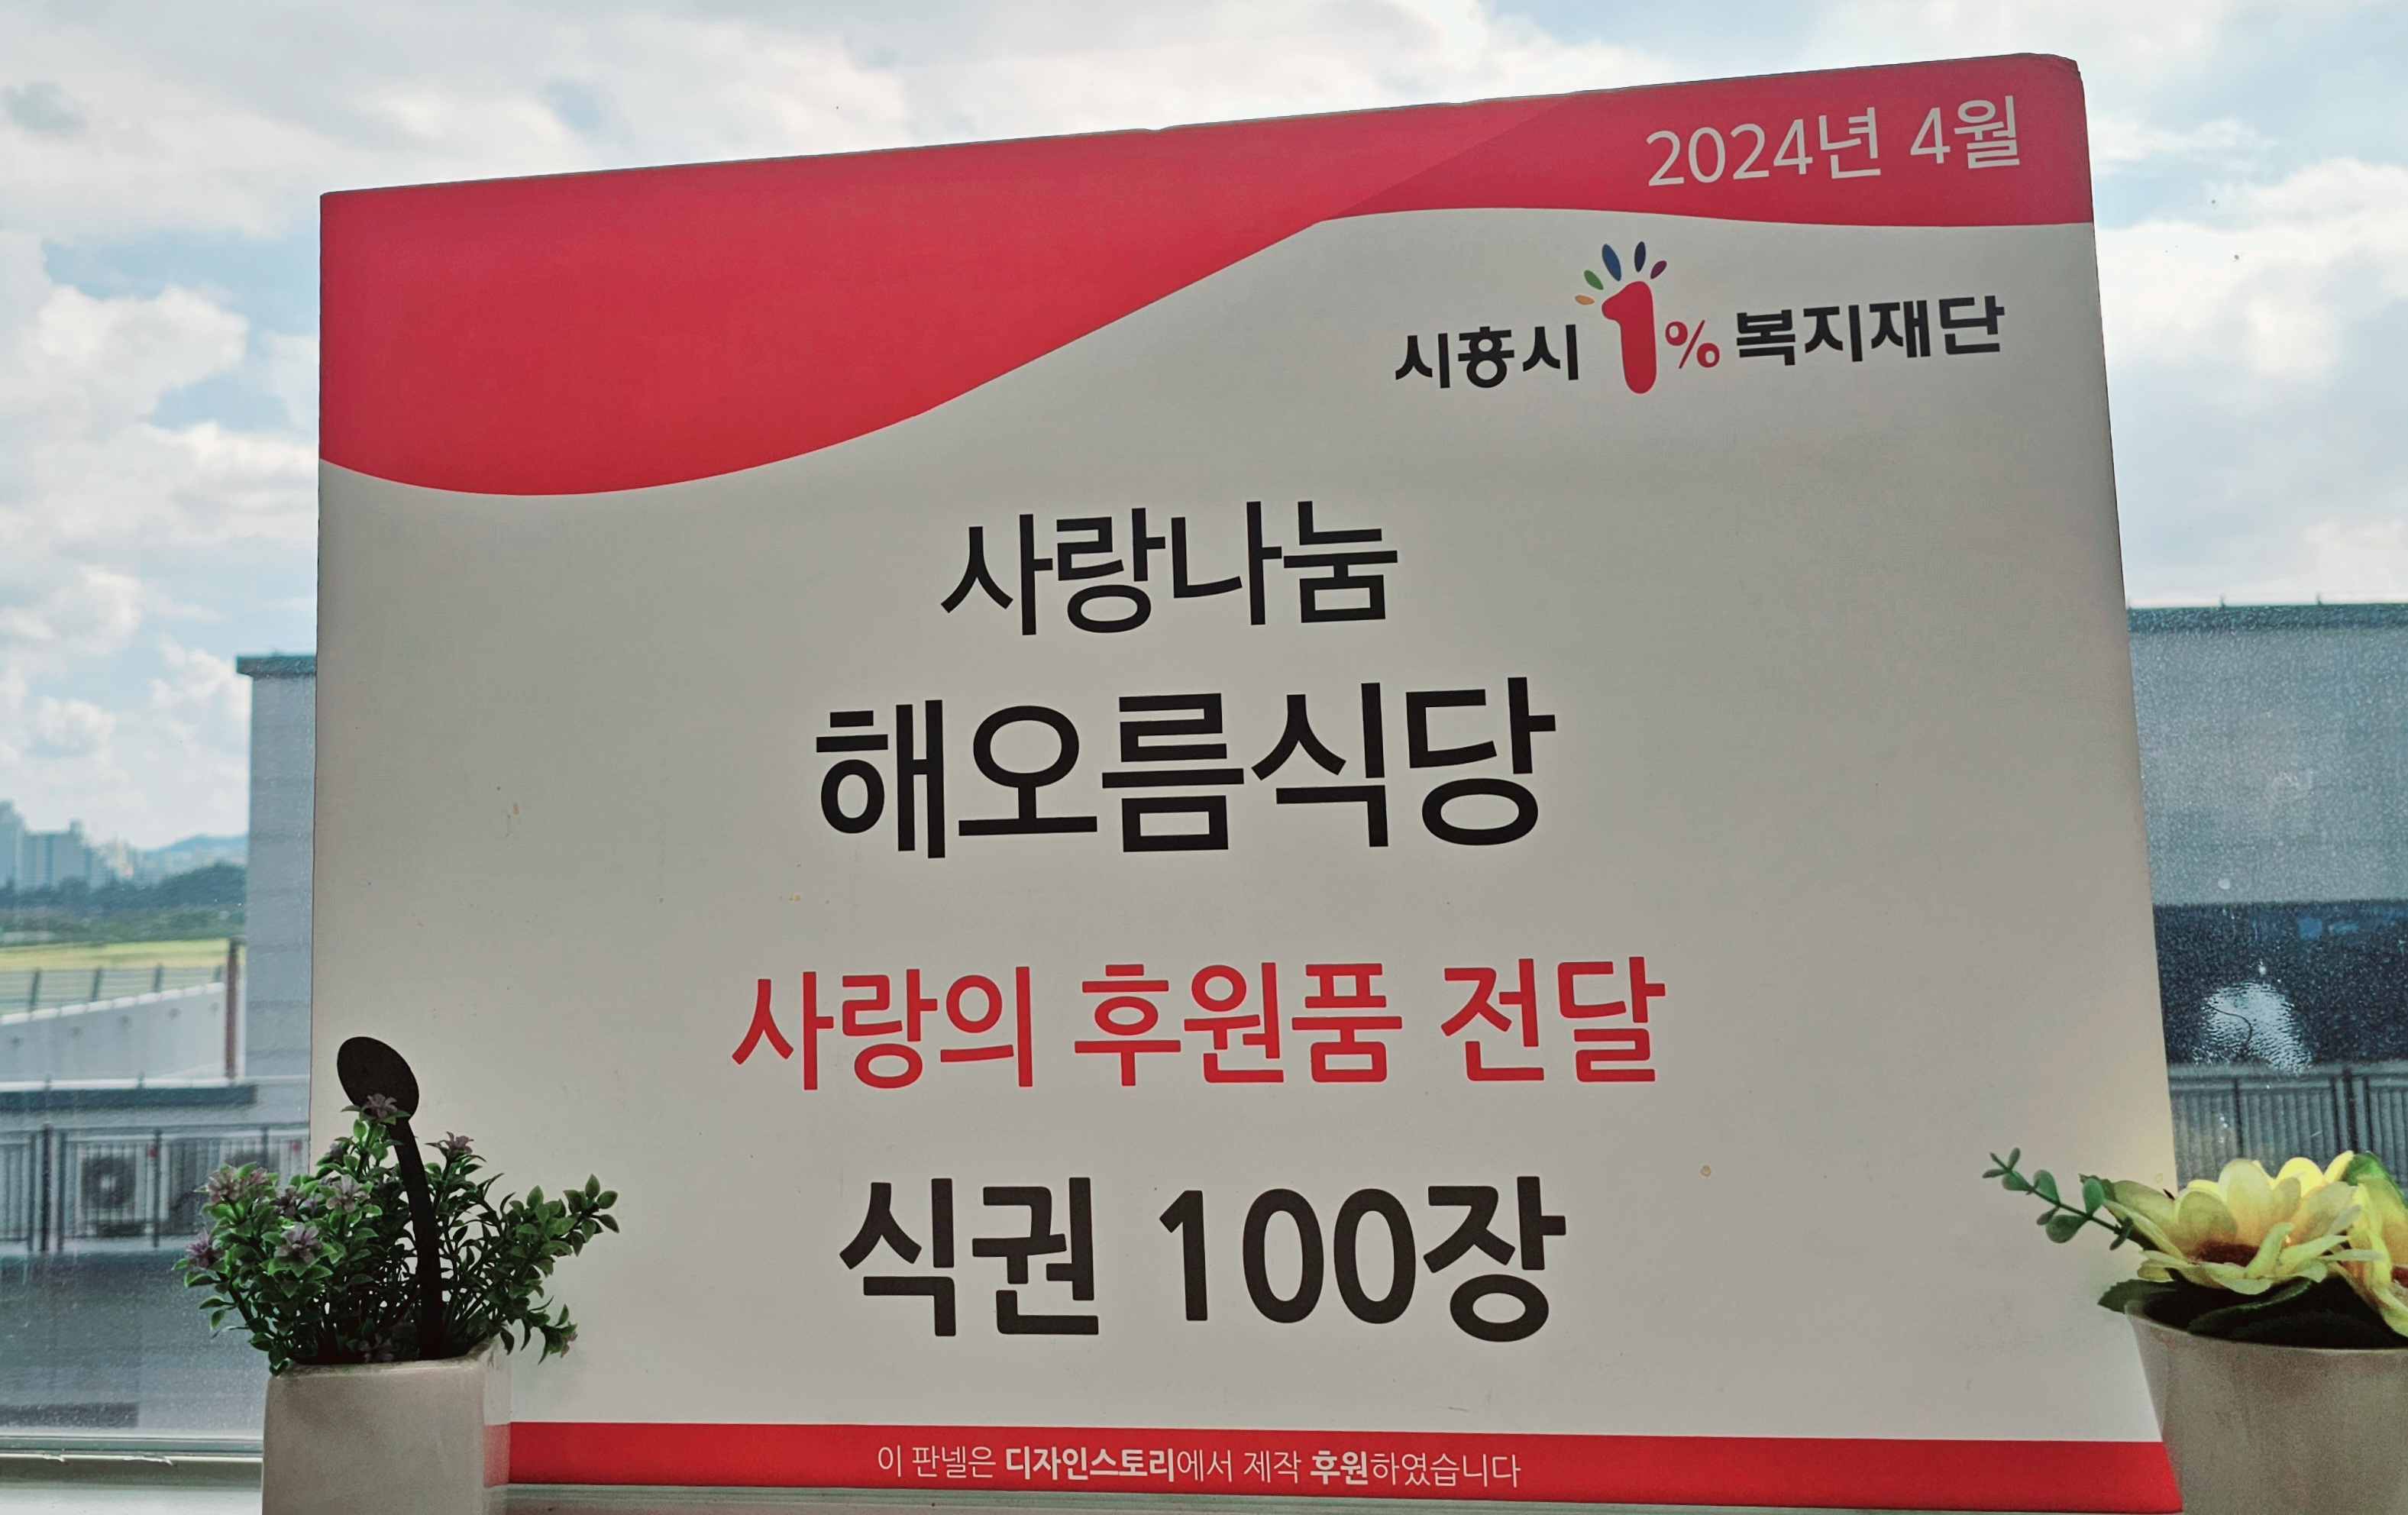 2024년 4월
시흥시 1% 복지재단
사랑나눔
해오름식당
사랑의 후원품 전달
식권 100장
이 판넬은 디자인스토리에서 제작 후원하였습니다